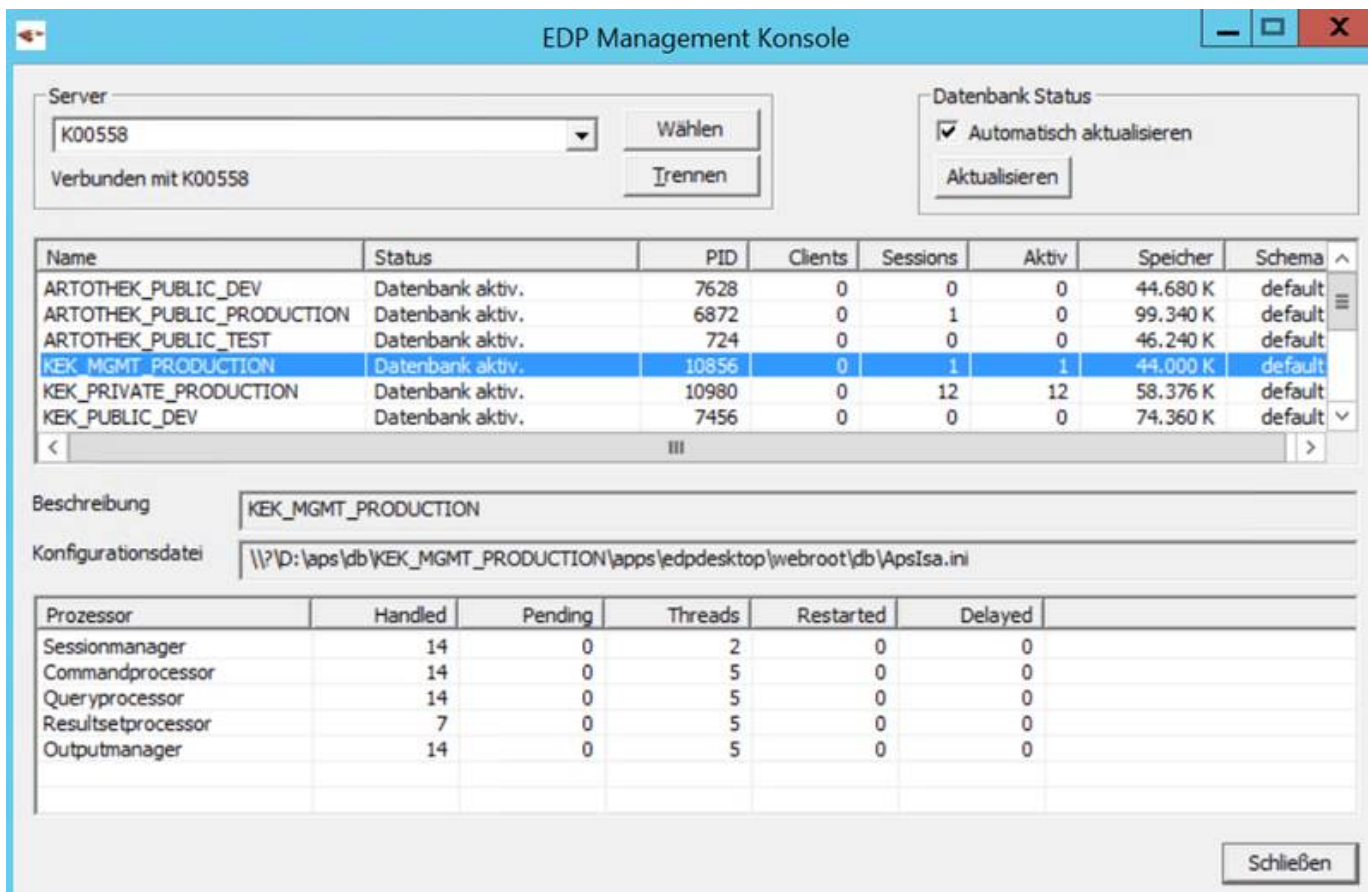 EDP Management Konsole
Server
Datenbank Status
K00558
Wählen
Automatisch aktualisieren
Verbunden mit K00558
Trennen
Aktualisieren
Name Status PID Clients Sessions Aktiv Speicher Schema
ARTOTHEK_PUBLIC_DEV Datenbank aktiv. 7628 0 0 0 44.680 K default
ARTOTHEK_PUBLIC_PRODUCTION Datenbank aktiv. 6872 0 1 0 99.340 K default
ARTOTHEK_PUBLIC_TEST Datenbank aktiv. 724 0 0 0 46.240 K default
KEK_MGMT_PRODUCTION Datenbank aktiv. 10856 0 1 1 44.000 K default
KEK_PRIVATE_PRODUCTION Datenbank aktiv. 10980 0 12 12 58.376 K default
KEK_PUBLIC_DEV Datenbank aktiv. 7456 0 0 0 74.360 K default
Beschreibung KEK_MGMT_PRODUCTION
Konfigurationsdatei \\?\D:\aps\db\KEK_MGMT_PRODUCTION\apps\edpdesktop\webroot\db\ApsIsa.ini
Prozessor Handled Pending Threads Restarted Delayed
Sessionmanager 14 0 2 0 0
Commandprocessor 14 0 5 0 0
Queryprocessor 14 0 5 0 0
Resultsetprocessor 7 0 5 0 0
Outputmanager 14 0 5 0 0
Schließen